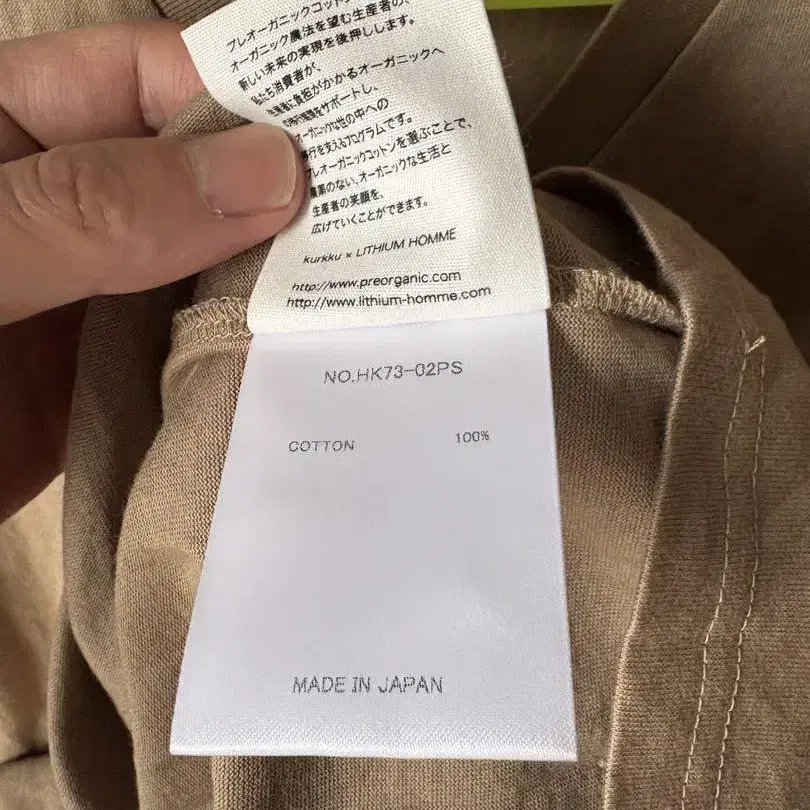 プレオーガニックコットン
オーガニック農法を望む生産者の、
新しい未来の実現を後押しします。
私たち消費者が、
生産者に負担がかかるオーガニックへ
をサポートし、
オーガニックな世の中への
移行を支えるプログラムです。
プレオーガニックコットンを選ぶことで、
農薬のない、オーガニックな生活と
生産者の笑顔を、
広げていくことができます。
kurkku × LITHIUM HOMME
http://www.preorganic.com
http://www.lithium-homme.com
NO.HK73-02PS
COTTON 100%
MADE IN JAPAN